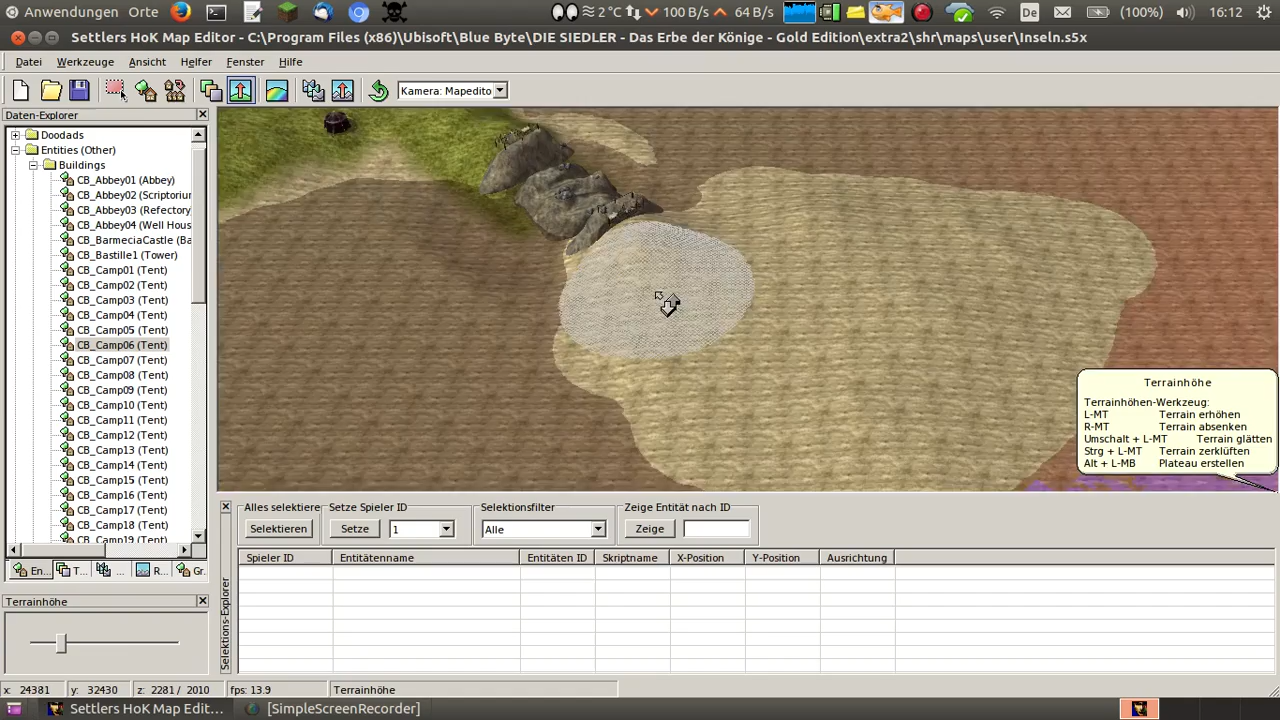 Anwendungen Orte 2 °C 100 B/s 64 B/s De (100%) 16:12
Settlers HoK Map Editor - C:\Program Files (x86)\Ubisoft\Blue Byte\DIE SIEDLER - Das Erbe der Könige - Gold Edition\extra2\shr\maps\user\Inseln.s5x
Datei Werkzeuge Ansicht Helfer Fenster Hilfe
Kamera: Mapedito
Daten-Explorer
Doodads
Entities (Other)
Buildings
CB_Abbey01 (Abbey)
CB_Abbey02 (Scriptoriun
CB_Abbey03 (Refectory
CB_Abbey04 (Well Hous
CB_BarmeciaCastle (Ba
CB_Bastille1 (Tower)
CB_Camp01 (Tent)
CB_Camp02 (Tent)
CB_Camp03 (Tent)
CB_Camp04 (Tent)
CB_Camp05 (Tent)
CB_Camp06 (Tent)
CB_Camp07 (Tent)
CB_Camp08 (Tent)
CB_Camp09 (Tent)
CB_Camp10 (Tent)
CB_Camp11 (Tent)
CB_Camp12 (Tent)
CB_Camp13 (Tent)
CB_Camp14 (Tent)
CB_Camp15 (Tent)
CB_Camp16 (Tent)
CB_Camp17 (Tent)
CB_Camp18 (Tent)
CB_Camp19 (Tent)
En... T... ... R... Gr.
Terrainhöhe
Terrainhöhe
Terrainhöhen-Werkzeug:
L-MT Terrain erhöhen
R-MT Terrain absenken
Umschalt + L-MT Terrain glätten
Strg + L-MT Terrain zerklüften
Alt + L-MB Plateau erstellen
Selektions-Explorer
Alles selektiere Setze Spieler ID Selektionsfilter Zeige Entität nach ID
Selektieren Setze 1 Alle Zeige
Spieler ID Entitätenname Entitäten ID Skriptname X-Position Y-Position Ausrichtung
x: 24381 y: 32430 z: 2281 / 2010 fps: 13.9 Terrainhöhe
Settlers HoK Map Edit... [SimpleScreenRecorder]